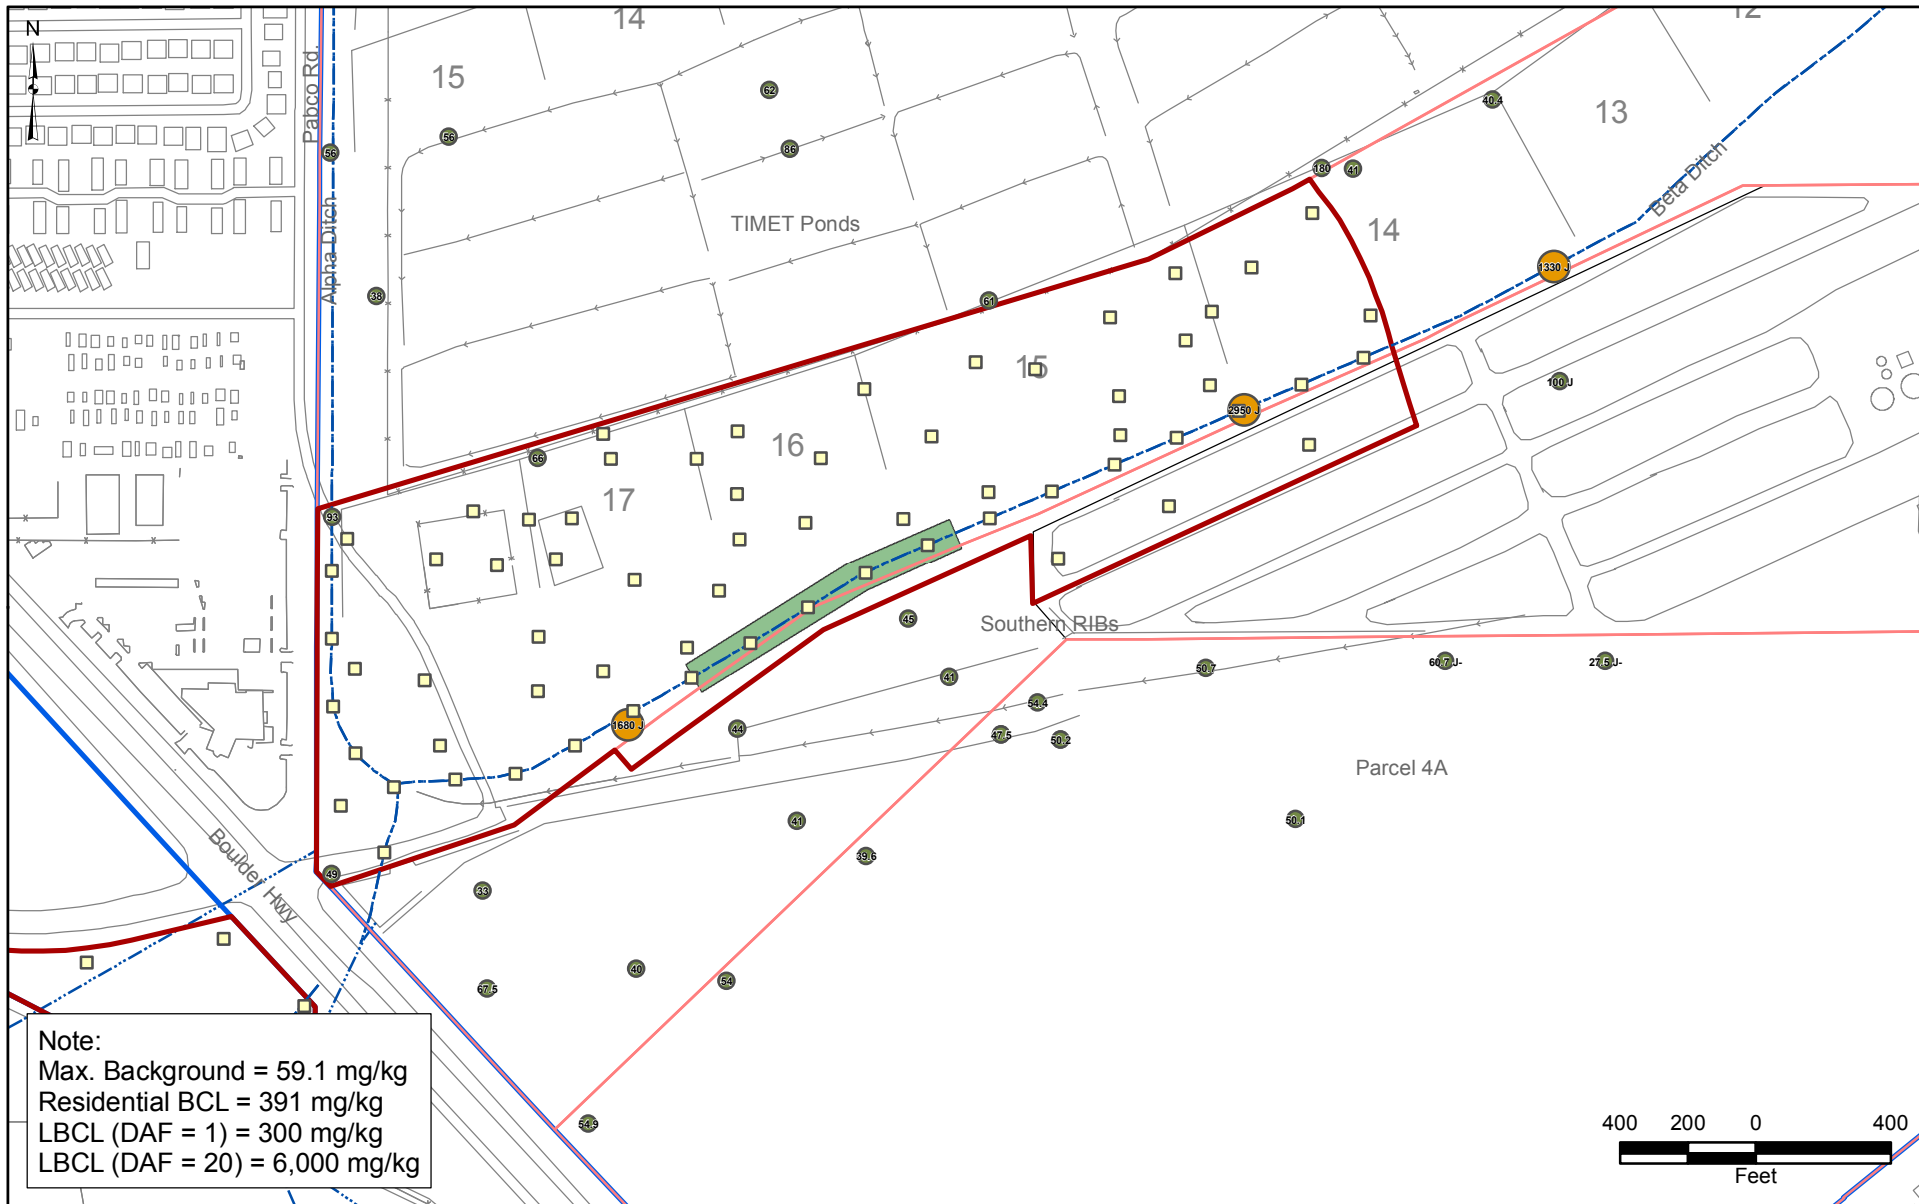 N
14
12
15
Pabco Rd.
62
40.4
13
56
56
86
180
41
Beta Ditch
Alpha Ditch
TIMET Ponds
14
1330 J
38
61
15
100 J
2950 J
16
66
17
93
45
Southern RIBs
41
50.7
60.7 J-
27.5 J-
54.4
1680 J
44
47.5
50.2
Parcel 4A
41
50.1
39.6
Boulder Hwy
49
33
40
54
67.5
Note:
Max. Background = 59.1 mg/kg
Residential BCL = 391 mg/kg
LBCL (DAF = 1) = 300 mg/kg
LBCL (DAF = 20) = 6,000 mg/kg
54.9
400 200 0 400
Feet